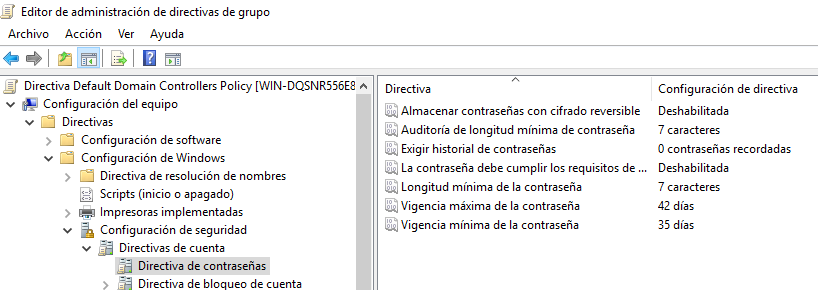 Editor de administración de directivas de grupo
Archivo Acción Ver Ayuda
Directiva Default Domain Controllers Policy [WIN-DQSNR556E8
Configuración del equipo
Directivas
Configuración de software
Configuración de Windows
Directiva de resolución de nombres
Scripts (inicio o apagado)
Impresoras implementadas
Configuración de seguridad
Directivas de cuenta
Directiva de contraseñas
Directiva de bloqueo de cuenta
Directiva Configuración de directiva
Almacenar contraseñas con cifrado reversible Deshabilitada
Auditoría de longitud mínima de contraseña 7 caracteres
Exigir historial de contraseñas 0 contraseñas recordadas
La contraseña debe cumplir los requisitos de ... Deshabilitada
Longitud mínima de la contraseña 7 caracteres
Vigencia máxima de la contraseña 42 días
Vigencia mínima de la contraseña 35 días